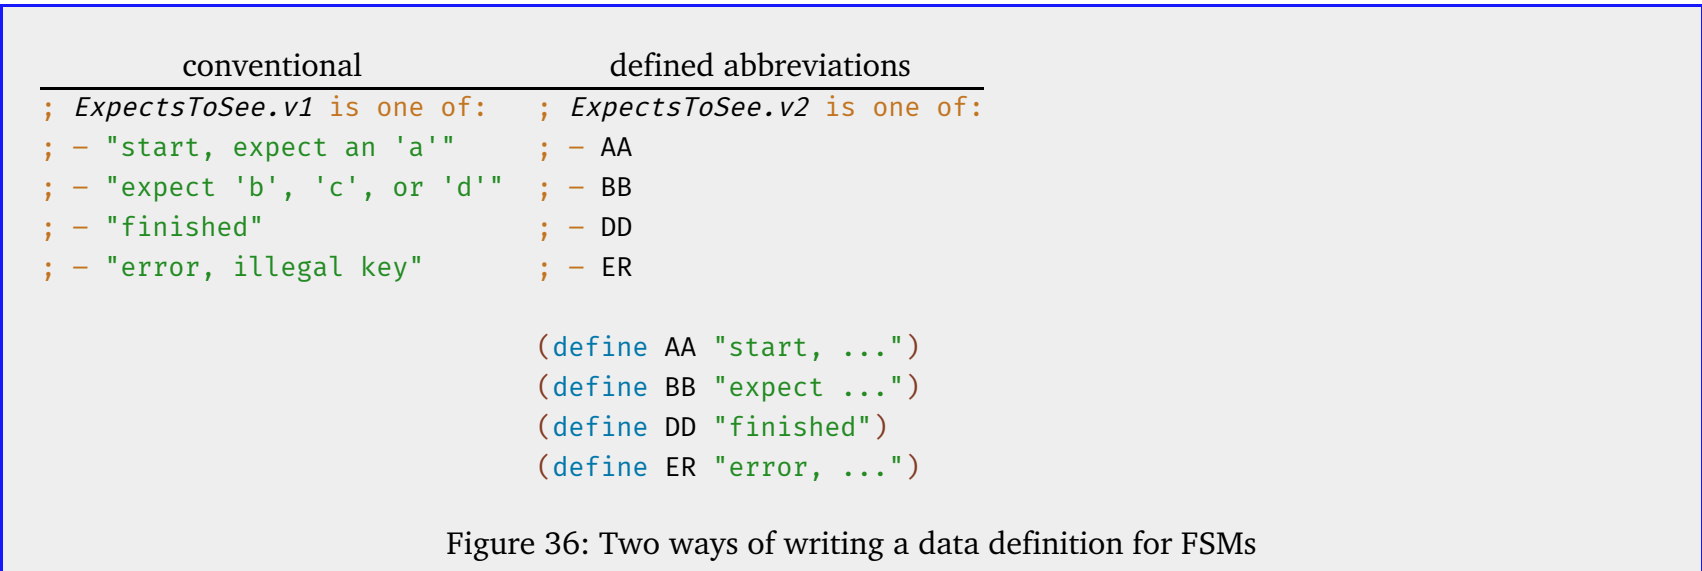 conventional
; ExpectsToSee.v1 is one of:
; – "start, expect an 'a'"
; – "expect 'b', 'c', or 'd'"
; – "finished"
; – "error, illegal key"
defined abbreviations
; ExpectsToSee.v2 is one of:
; – AA
; – BB
; – DD
; – ER
(define AA "start, ...")
(define BB "expect ...")
(define DD "finished")
(define ER "error, ...")
Figure 36: Two ways of writing a data definition for FSMs